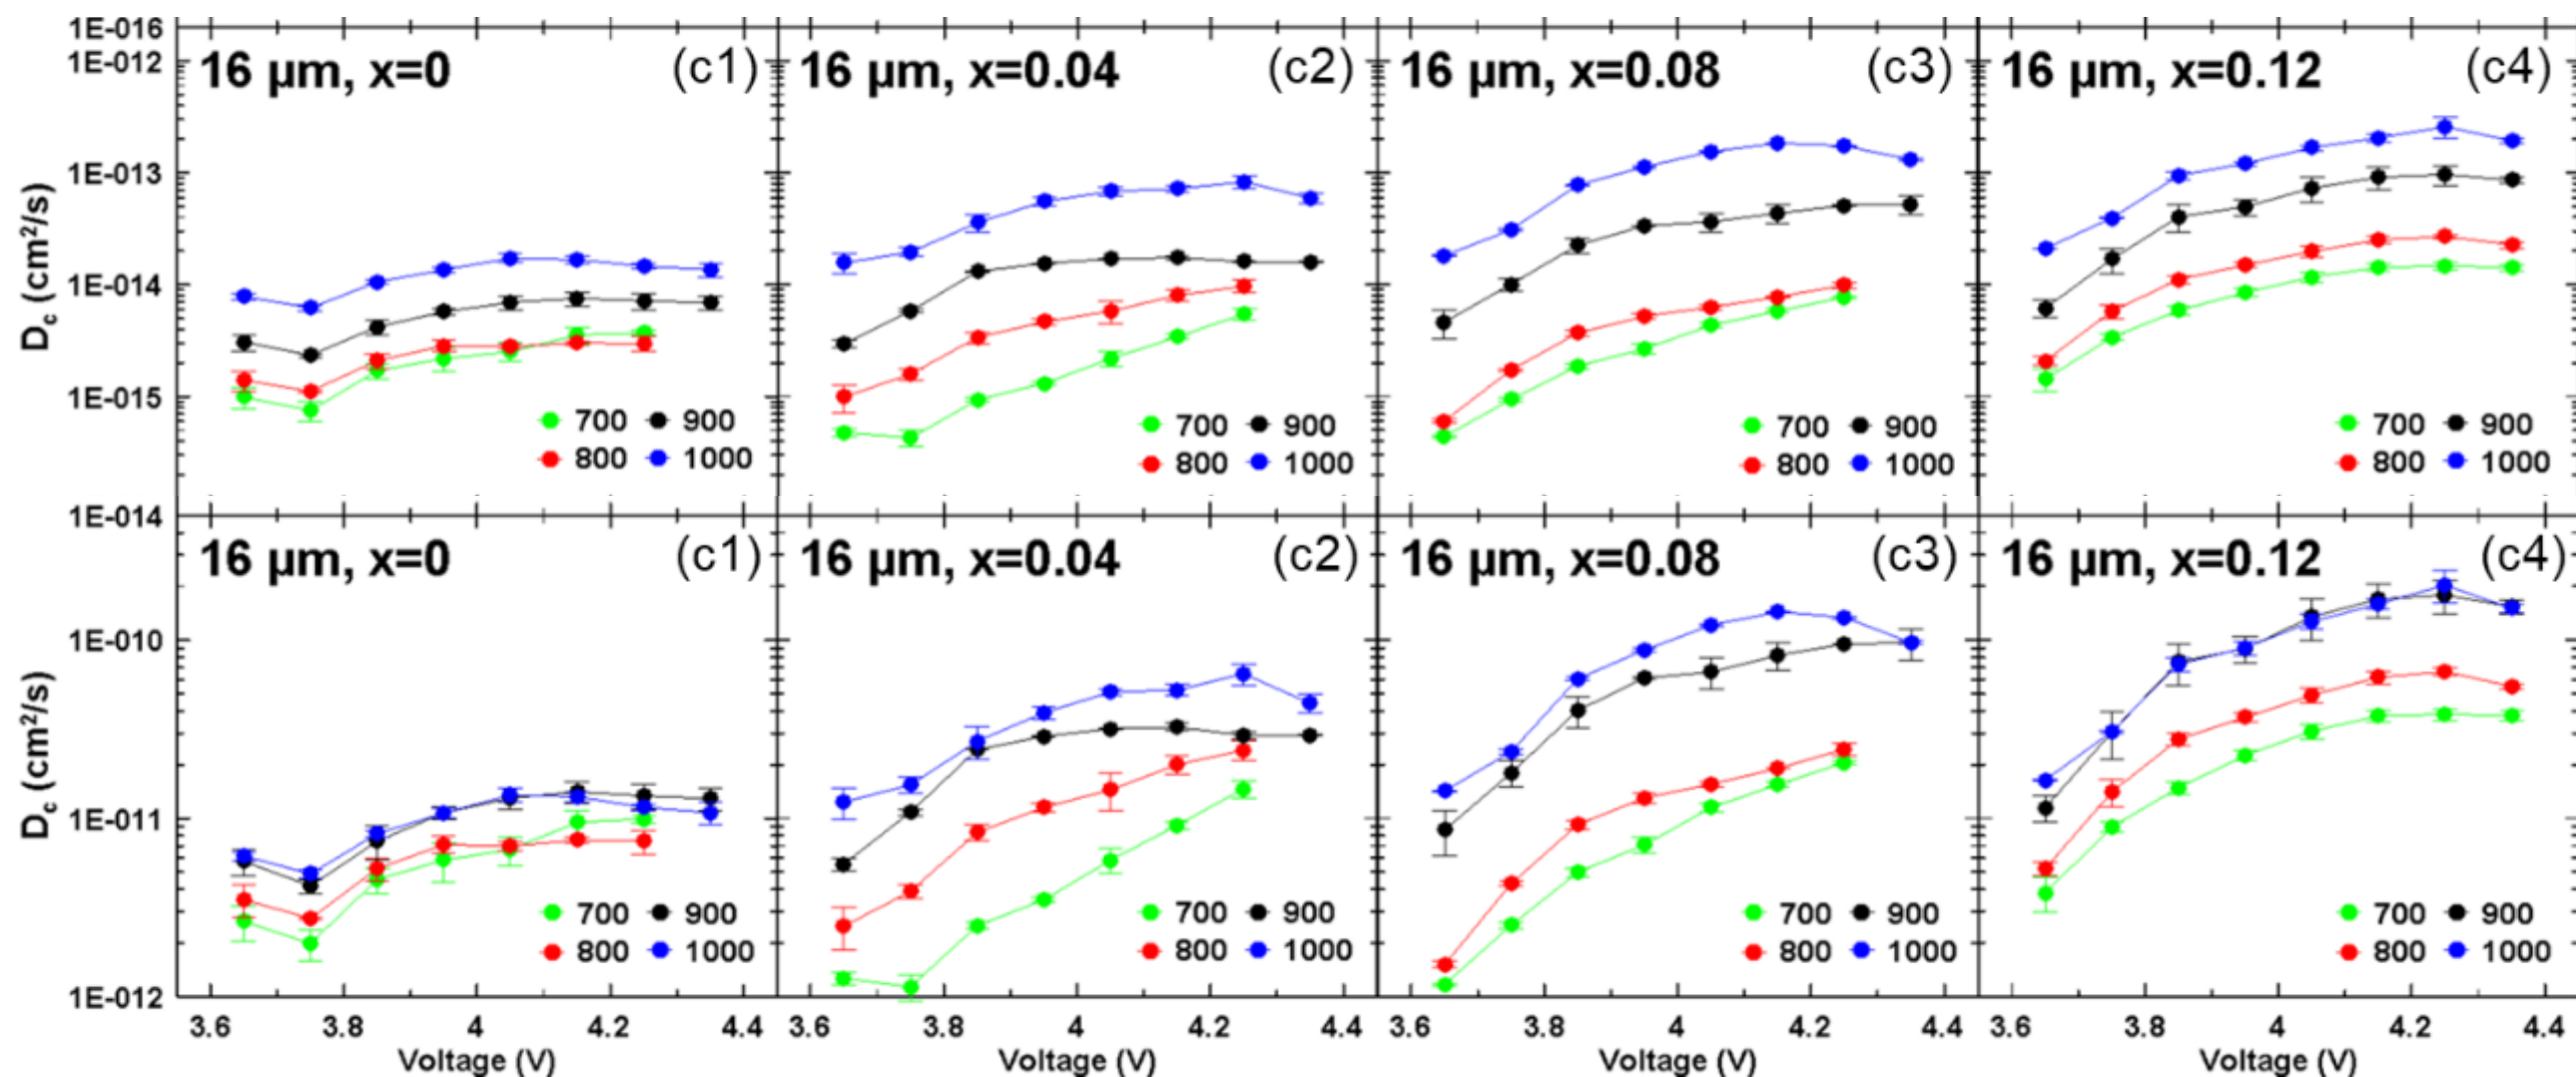 1E-016
1E-012
16 µm, x=0 (c1)
16 µm, x=0.04 (c2)
16 µm, x=0.08 (c3)
16 µm, x=0.12 (c4)
1E-013
1E-014
1E-015
Dc (cm²/s)
700 900
800 1000
700 900
800 1000
700 900
800 1000
700 900
800 1000
1E-014
16 µm, x=0 (c1)
16 µm, x=0.04 (c2)
16 µm, x=0.08 (c3)
16 µm, x=0.12 (c4)
1E-010
1E-011
1E-012
Dc (cm²/s)
700 900
800 1000
700 900
800 1000
700 900
800 1000
700 900
800 1000
3.6 3.8 4 4.2 4.4
3.6 3.8 4 4.2 4.4
3.6 3.8 4 4.2 4.4
3.6 3.8 4 4.2 4.4
Voltage (V)
Voltage (V)
Voltage (V)
Voltage (V)